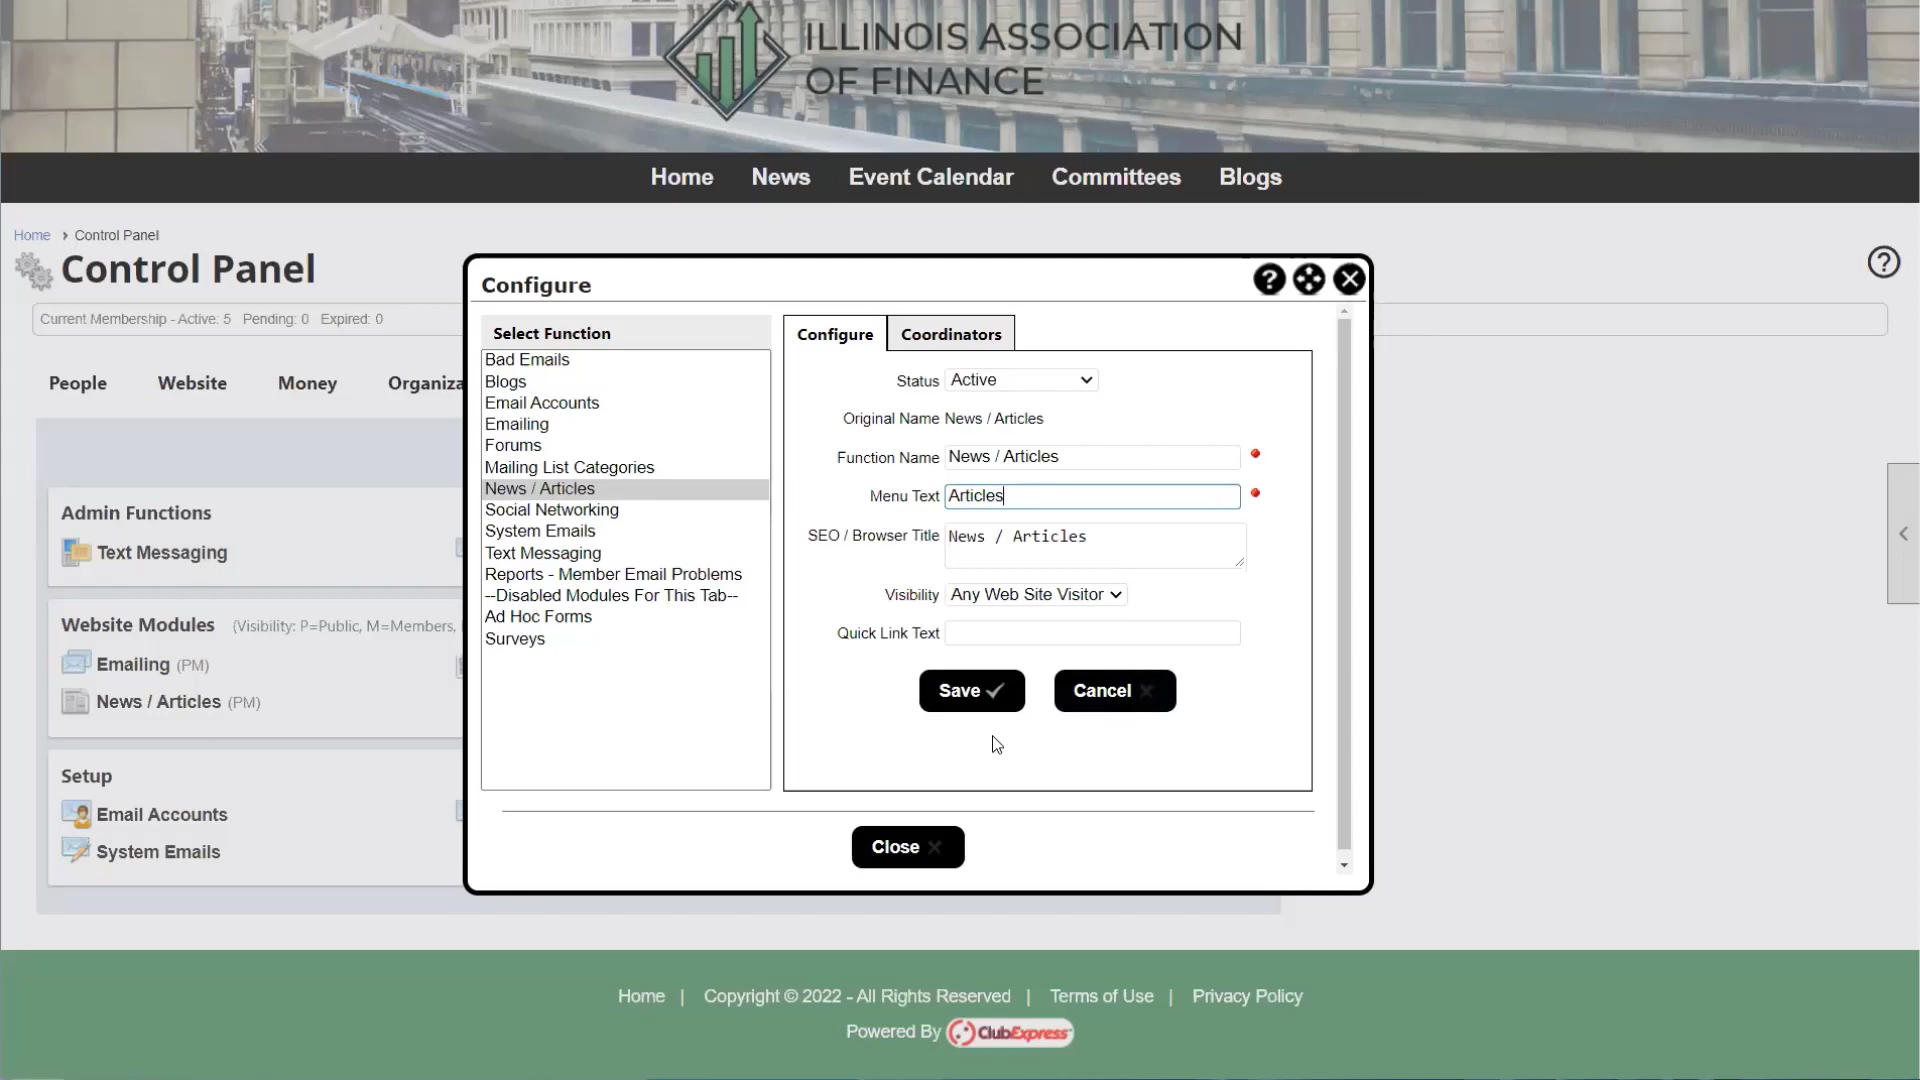 ILLINOIS ASSOCIATION
OF FINANCE
Home News Event Calendar Committees Blogs
Home › Control Panel
Control Panel
Current Membership - Active: 5 Pending: 0 Expired: 0
People Website Money Organiza
Admin Functions
Text Messaging
Website Modules (Visibility: P=Public, M=Members,
Emailing (PM)
News / Articles (PM)
Setup
Email Accounts
System Emails
Configure
Select Function
Bad Emails
Blogs
Email Accounts
Emailing
Forums
Mailing List Categories
News / Articles
Social Networking
System Emails
Text Messaging
Reports - Member Email Problems
--Disabled Modules For This Tab--
Ad Hoc Forms
Surveys
Configure Coordinators
Status Active
Original Name News / Articles
Function Name News / Articles
Menu Text Articles
SEO / Browser Title News / Articles
Visibility Any Web Site Visitor
Quick Link Text
Save Cancel
Close
Home | Copyright © 2022 - All Rights Reserved | Terms of Use | Privacy Policy
Powered By ClubExpress